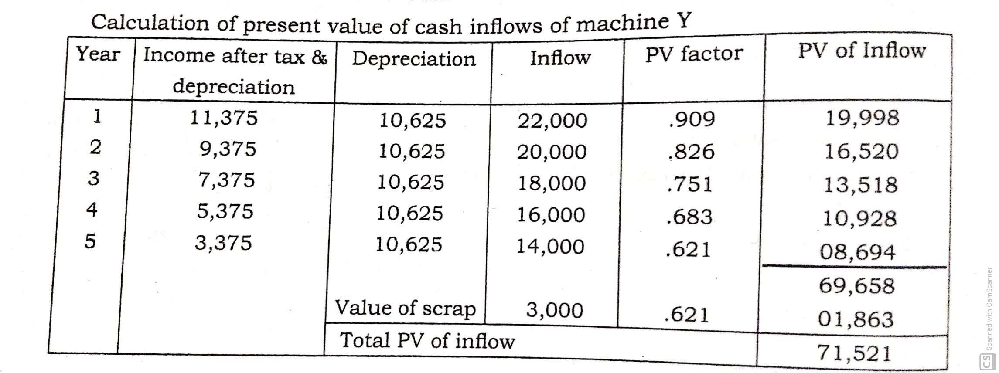 Calculation of present value of cash inflows of machine Y
Year Income after tax & depreciation Depreciation Inflow PV factor PV of Inflow
1 11,375 10,625 22,000 .909 19,998
2 9,375 10,625 20,000 .826 16,520
3 7,375 10,625 18,000 .751 13,518
4 5,375 10,625 16,000 .683 10,928
5 3,375 10,625 14,000 .621 08,694
69,658
Value of scrap 3,000 .621 01,863
Total PV of inflow 71,521
CS Scanned with CamScanner